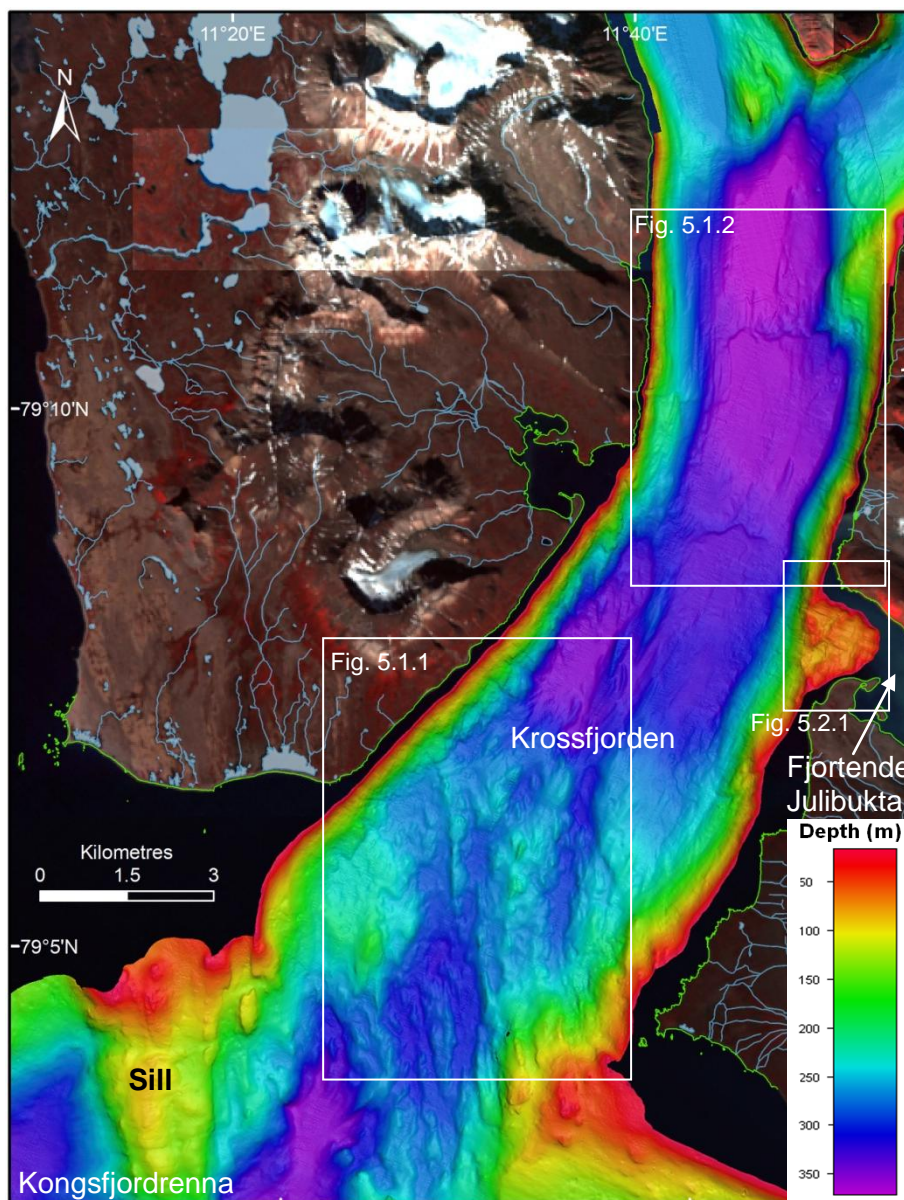 11°20'E
11°40'E
N
Fig. 5.1.2
79°10'N
Fig. 5.1.1
Krossfjorden
Fig. 5.2.1
Fjortende
Julibukta
Kilometres
0 1.5 3
79°5'N
Sill
Kongsfjordrenna
Depth (m)
50
100
150
200
250
300
350